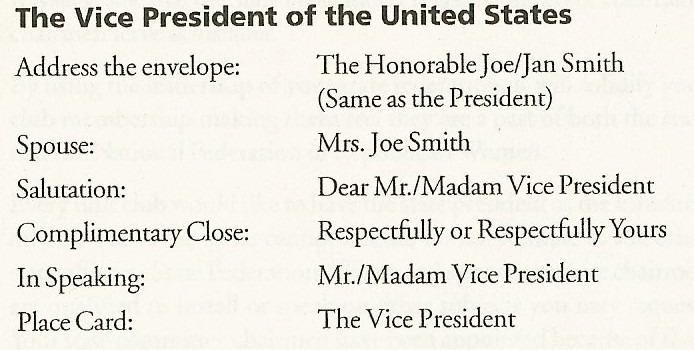 The Vice President of the United States
Address the envelope: The Honorable Joe/Jan Smith
(Same as the President)
Spouse: Mrs. Joe Smith
Salutation: Dear Mr./Madam Vice President
Complimentary Close: Respectfully or Respectfully Yours
In Speaking: Mr./Madam Vice President
Place Card: The Vice President